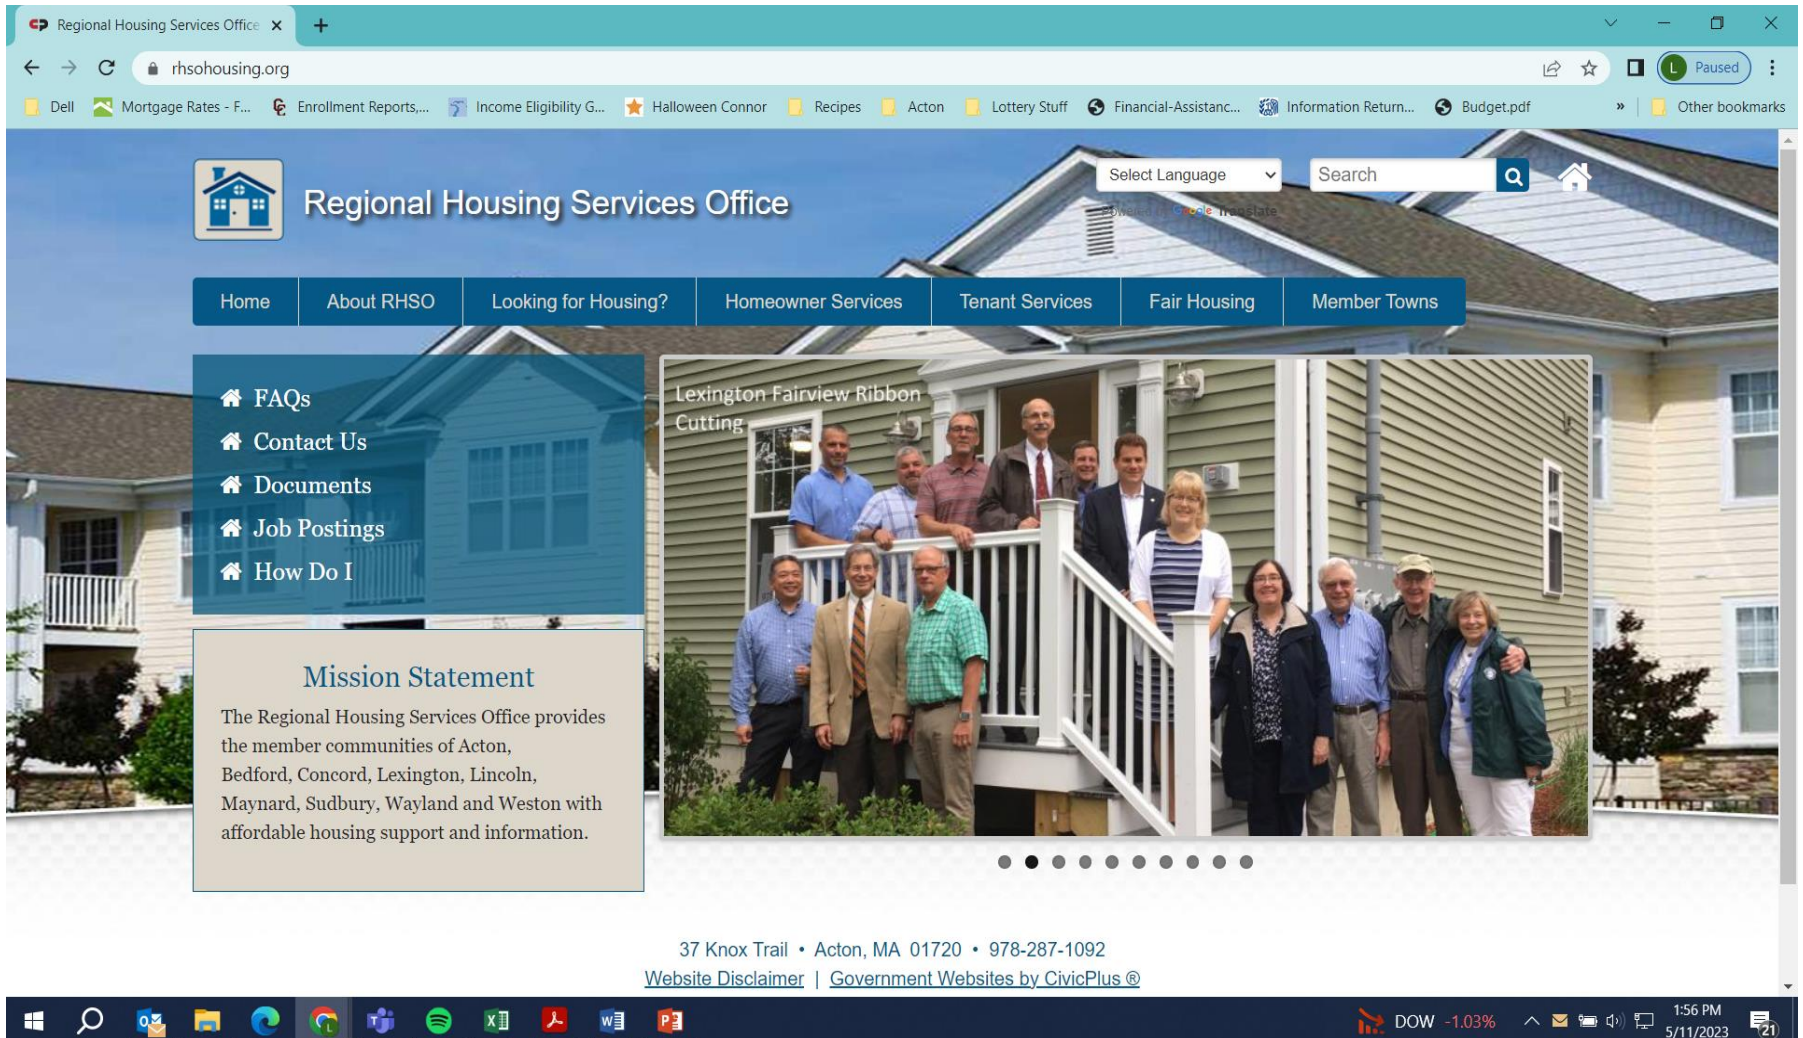 Regional Housing Services Office
rhsohousing.org
L Paused
Dell Mortgage Rates - F... Enrollment Reports,... Income Eligibility G... Halloween Connor Recipes Acton Lottery Stuff Financial-Assistanc... Information Return... Budget.pdf » Other bookmarks
Regional Housing Services Office
Select Language
Search
Powered by Google Translate
Home About RHSO Looking for Housing? Homeowner Services Tenant Services Fair Housing Member Towns
FAQs
Contact Us
Documents
Job Postings
How Do I
Lexington Fairview Ribbon
Cutting
Mission Statement
The Regional Housing Services Office provides
the member communities of Acton,
Bedford, Concord, Lexington, Lincoln,
Maynard, Sudbury, Wayland and Weston with
affordable housing support and information.
37 Knox Trail • Acton, MA 01720 • 978-287-1092
Website Disclaimer | Government Websites by CivicPlus ®
DOW -1.03%
1:56 PM
5/11/2023
21